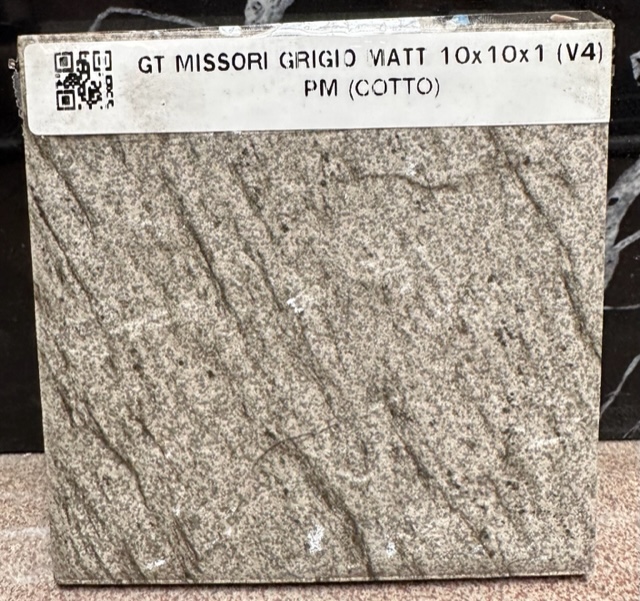 GT MISSORI GRIGIO MATT 10x10x1 (V4)
PM (COTTO)